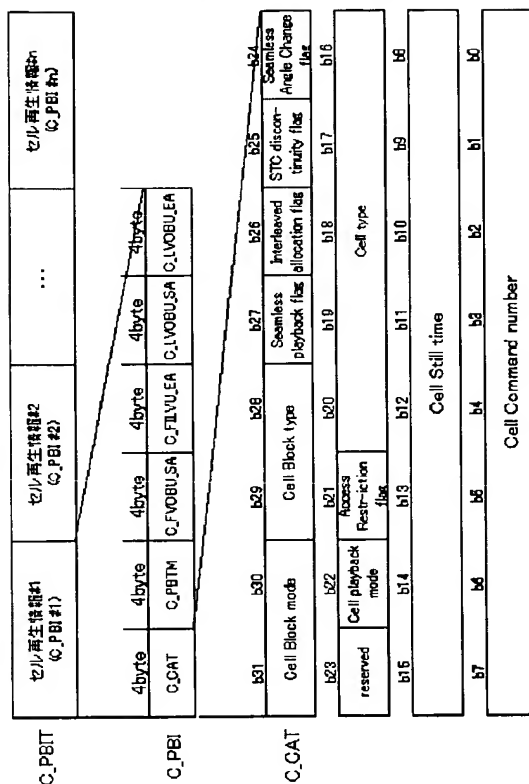 C_PBIT
セル再生情報#1
(C_PBI #1)
セル再生情報#2
(C_PBI #2)
...
セル再生情報#n
(C_PBI #n)
C_PBI
4byte 4byte 4byte 4byte 4byte 4byte
C_CAT C_PBTM C_FVOBU_SA C_FILVU_EA C_LVOBU_SA C_LVOBU_EA
C_CAT
b31 b30 b29 b28 b27 b26 b25 b24
Cell Block mode
Cell Block type
Seamless
playback flag
Interleaved
allocation flag
STC discon-
tinuity flag
Seamless
Angle Change
flag
b23 b22 b21 b20 b19 b18 b17 b16
reserved
Cell playback
mode
Access
Restr-iction
flag
Cell type
b15 b14 b13 b12 b11 b10 b9 b8
Cell Still time
b7 b6 b5 b4 b3 b2 b1 b0
Cell Command number